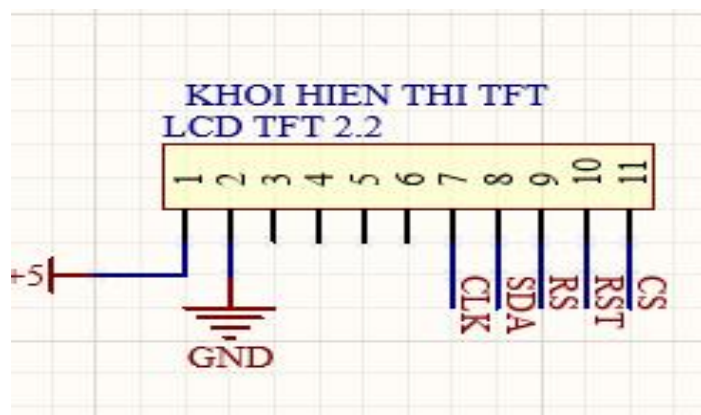 KHOI HIEN THI TFT
LCD TFT 2.2
1 2 3 4 5 6 7 8 9 10 11
+5
CLK SDA RS RST CS
GND